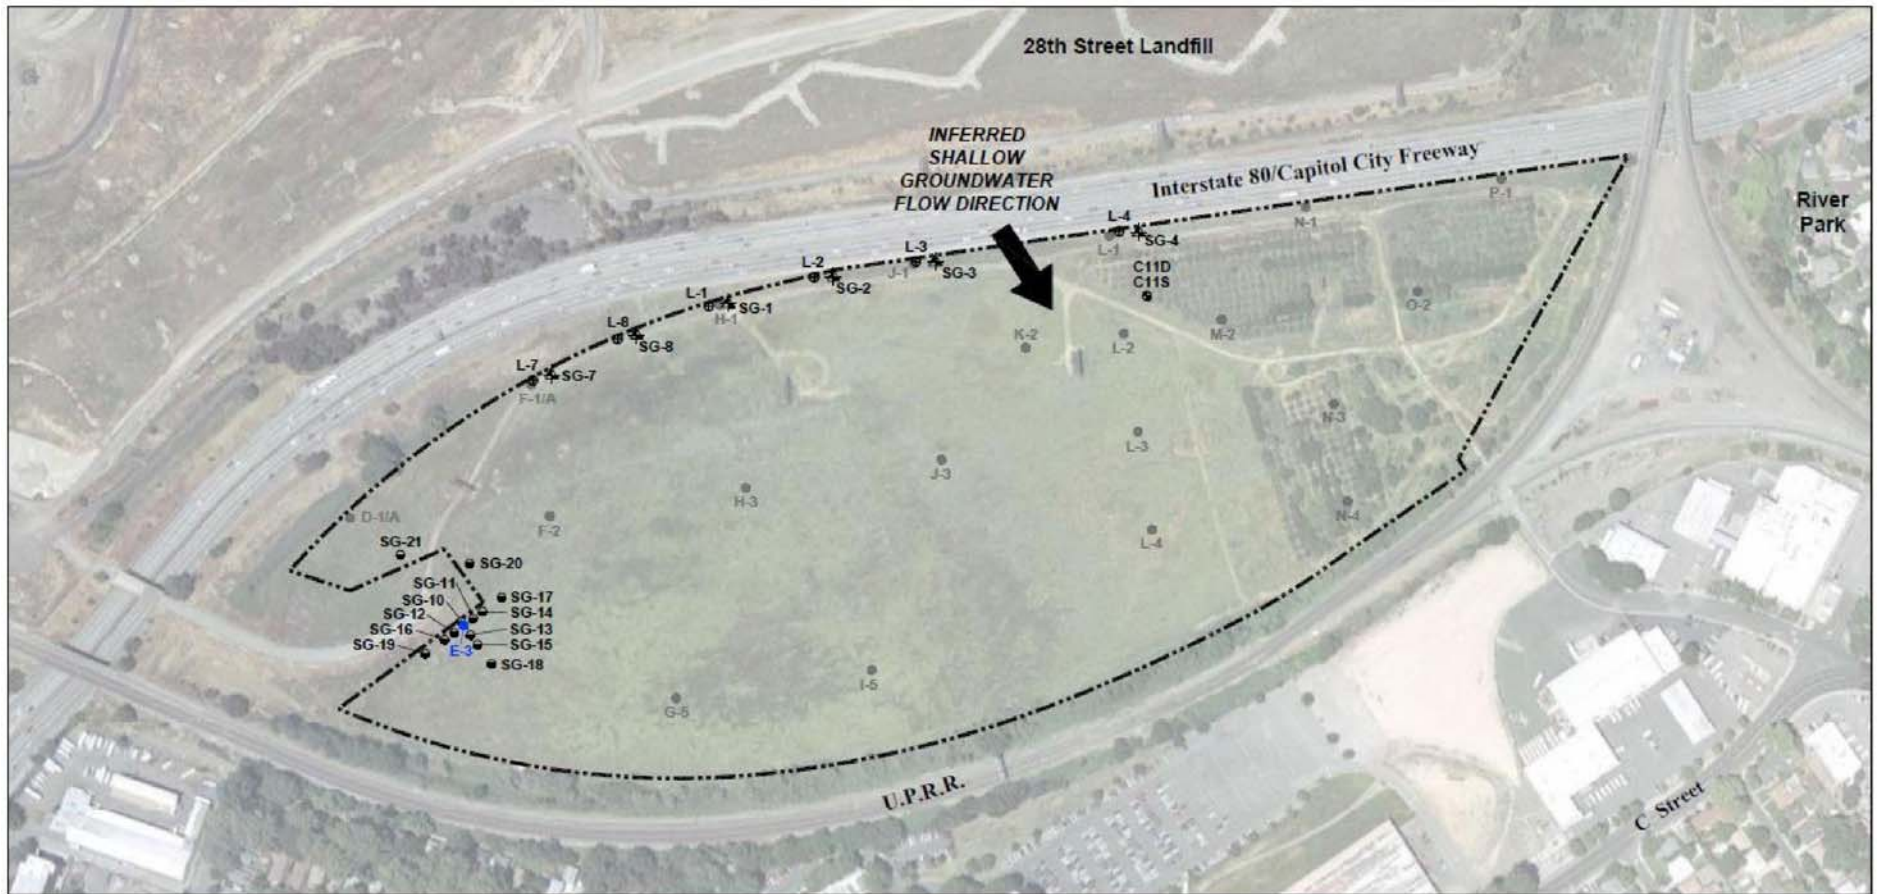 28th Street Landfill
INFERRED
SHALLOW
GROUNDWATER
FLOW DIRECTION
Interstate 80/Capitol City Freeway
River
Park
P-1
N-1
L-4
L-1
SG-4
L-3
J-1
SG-3
C11D
C11S
L-2
SG-2
O-2
L-1
SG-1
H-1
M-2
L-8
SG-8
K-2
L-2
L-7
SG-7
F-1/A
N-3
L-3
J-3
H-3
N-4
D-1/A
F-2
L-4
SG-21
SG-20
SG-11
SG-17
SG-10
SG-14
SG-12
SG-13
SG-16
SG-15
SG-19
E-3
SG-18
I-5
G-5
U.P.R.R.
C Street